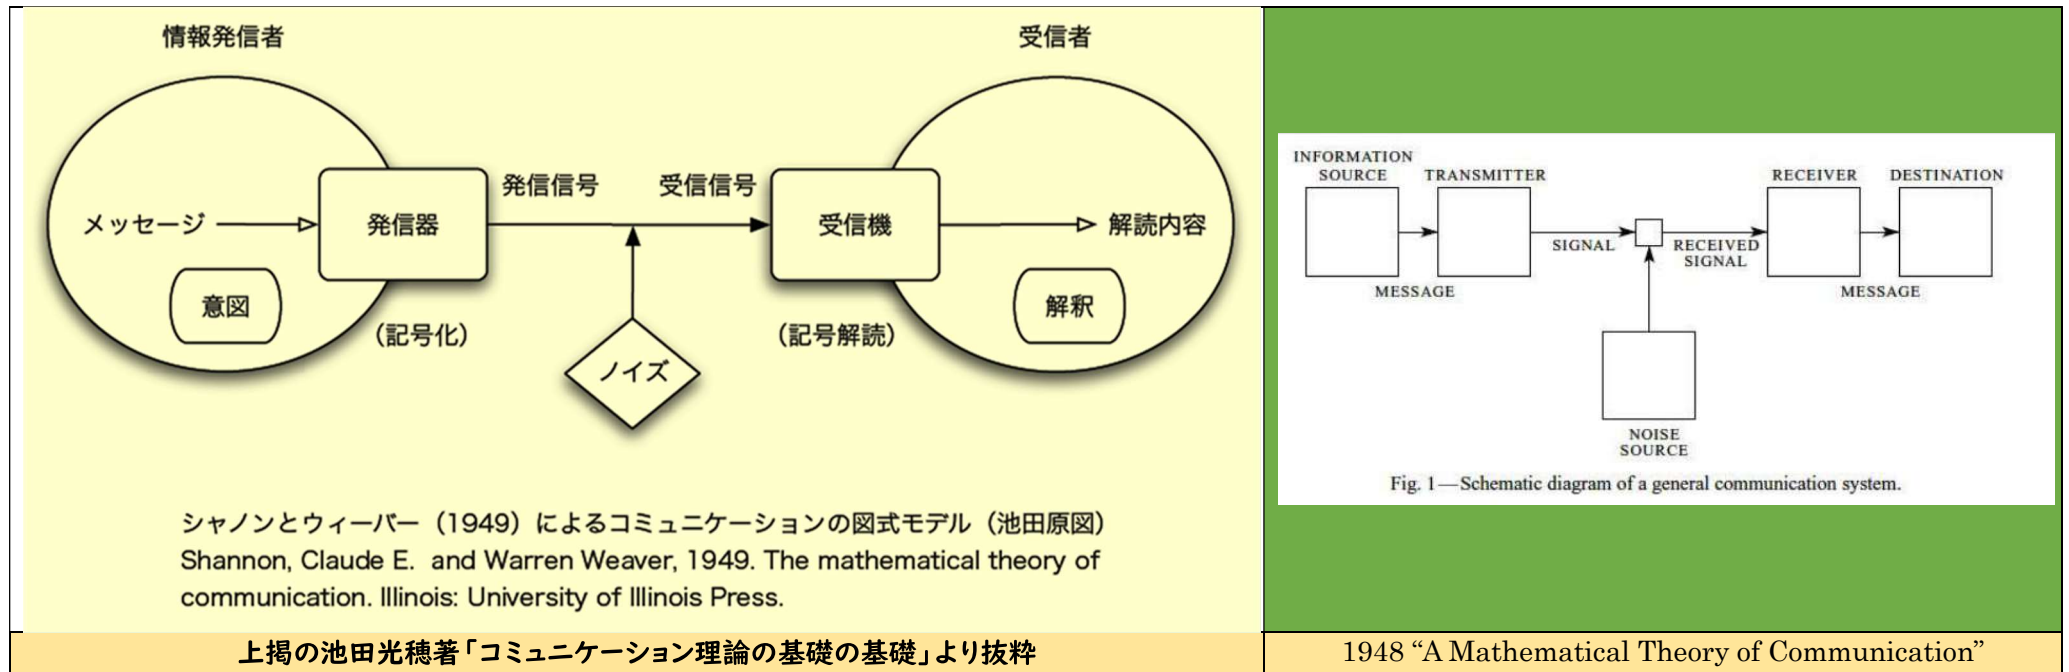 情報発信者
受信者
発信信号
受信信号
メッセージ
発信器
受信機
解読内容
意図
解釈
(記号化)
(記号解読)
ノイズ
シャノンとウィーバー（1949）によるコミュニケーションの図式モデル（池田原図）
Shannon, Claude E. and Warren Weaver, 1949. The mathematical theory of
communication. Illinois: University of Illinois Press.
上掲の池田光穂著「コミュニケーション理論の基礎の基礎」より抜粋
INFORMATION
SOURCE
TRANSMITTER
RECEIVER
DESTINATION
SIGNAL
RECEIVED
SIGNAL
MESSAGE
MESSAGE
NOISE
SOURCE
Fig. 1—Schematic diagram of a general communication system.
1948 “A Mathematical Theory of Communication”